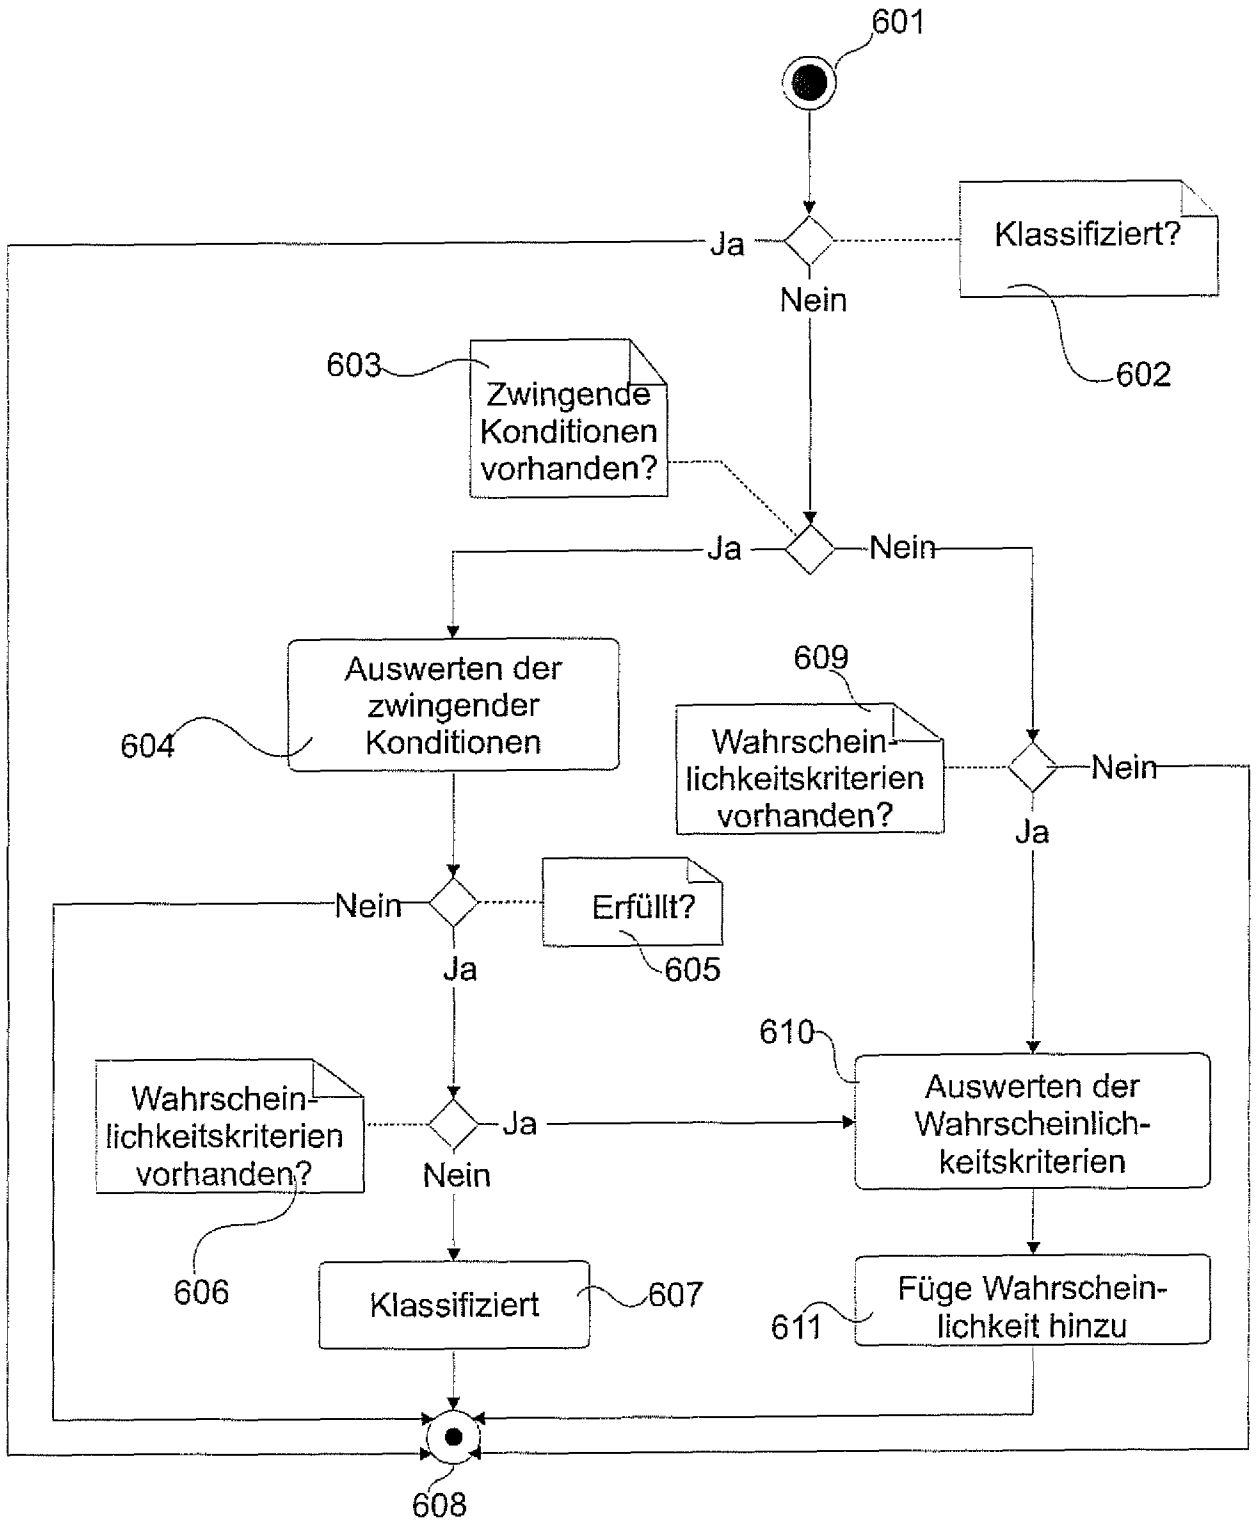 601
Ja
Klassifiziert?
Nein
602
603
Zwingende
Konditionen
vorhanden?
Ja
Nein
Auswerten der
zwingender
Konditionen
604
609
Wahrschein-
lichkeitskriterien
vorhanden?
Nein
Ja
Nein
Erfüllt?
605
Ja
610
Auswerten der
Wahrscheinlich-
keitskriterien
Wahrschein-
lichkeitskriterien
vorhanden?
Ja
Nein
606
Klassifiziert
607
Füge Wahrschein-
lichkeit hinzu
611
608